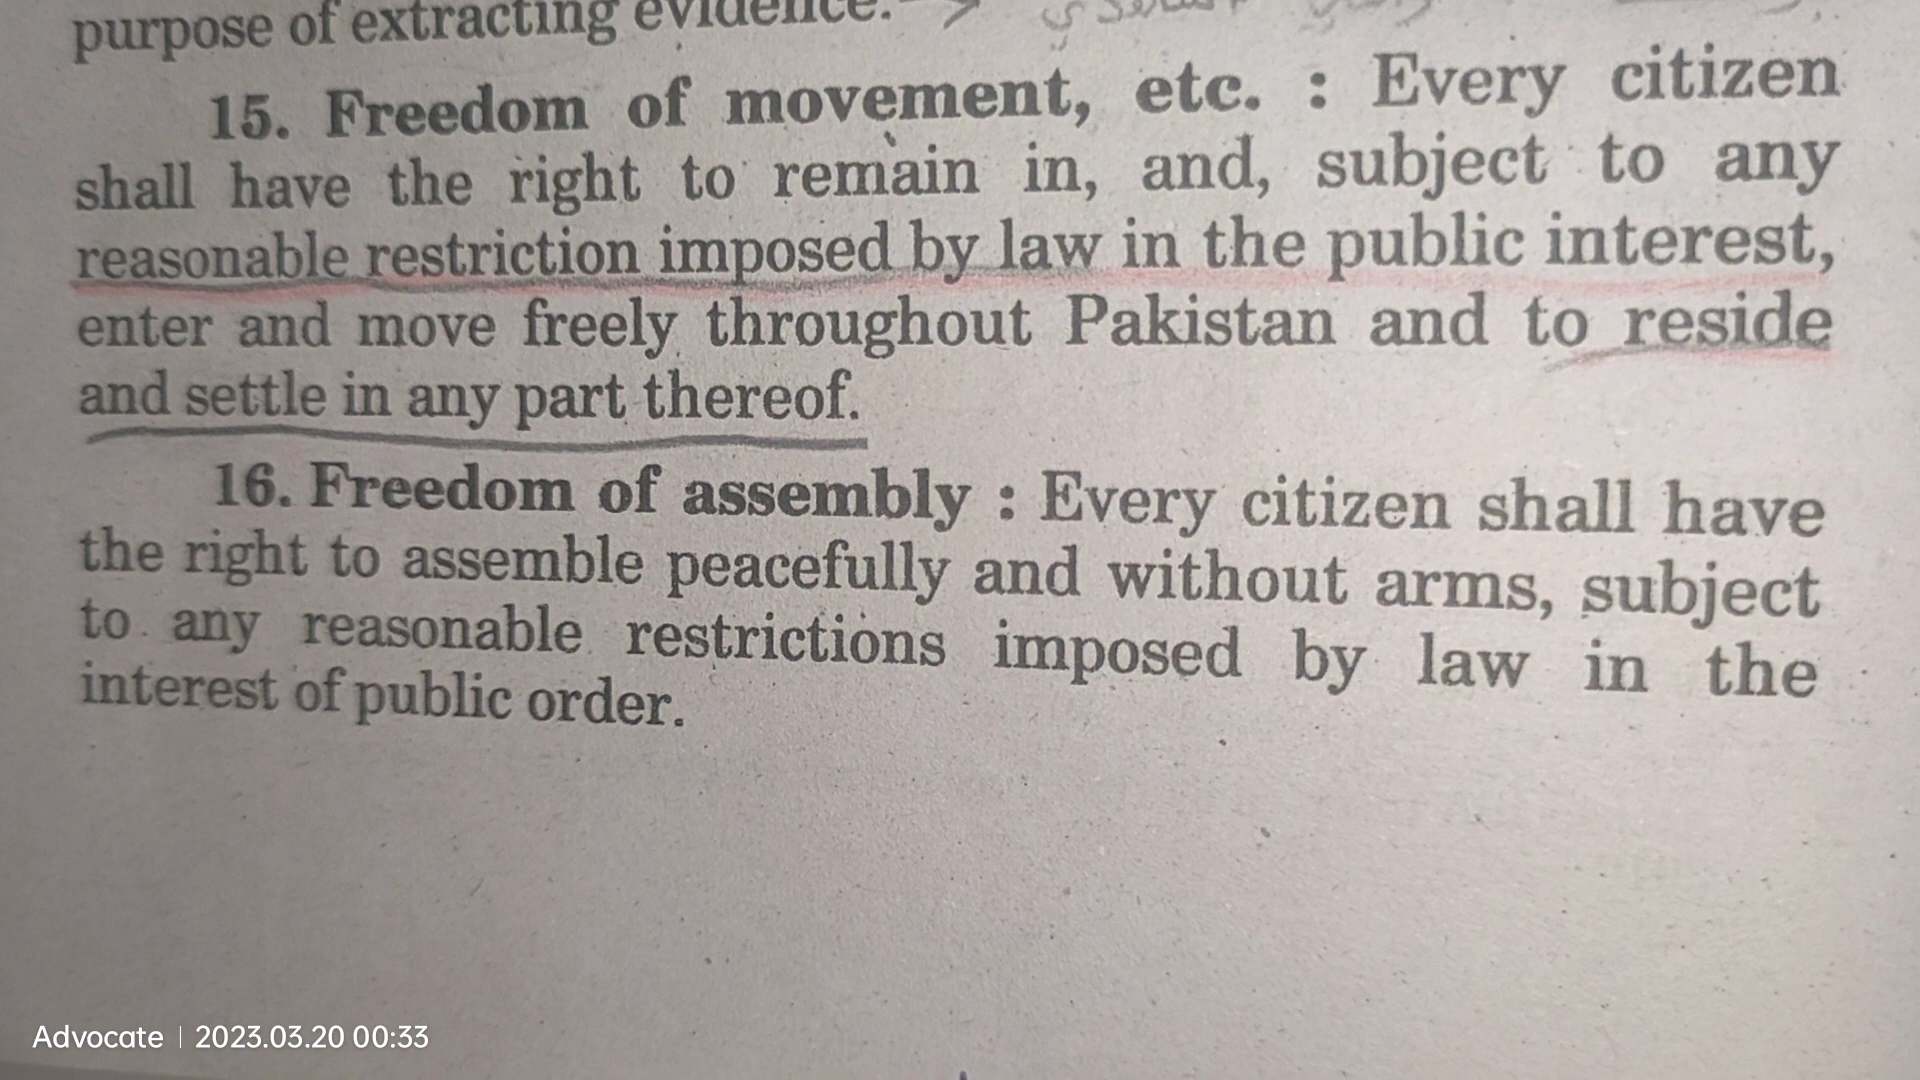 purpose of extracting evidence.
15. Freedom of movement, etc. : Every citizen
shall have the right to remain in, and, subject to any
reasonable restriction imposed by law in the public interest,
enter and move freely throughout Pakistan and to reside
and settle in any part thereof.
16. Freedom of assembly : Every citizen shall have
the right to assemble peacefully and without arms, subject
to any reasonable restrictions imposed by law in the
interest of public order.
Advocate | 2023.03.20 00:33